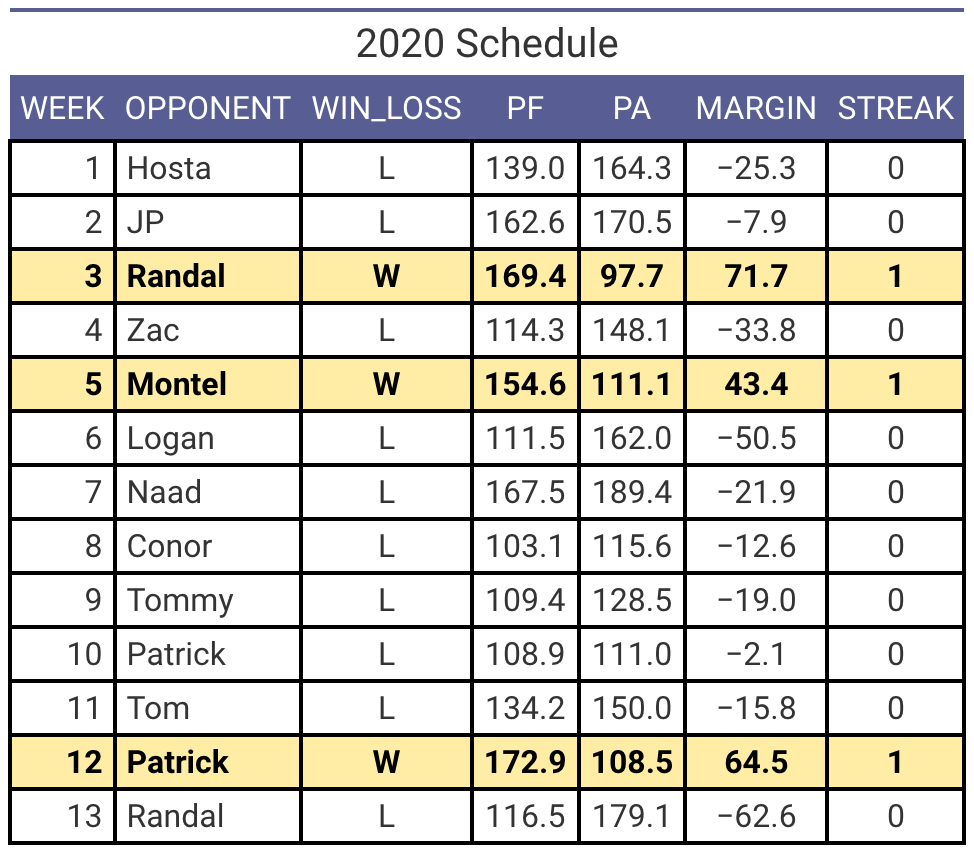 2020 Schedule
WEEK OPPONENT WIN_LOSS PF PA MARGIN STREAK
1 Hosta L 139.0 164.3 −25.3 0
2 JP L 162.6 170.5 −7.9 0
3 Randal W 169.4 97.7 71.7 1
4 Zac L 114.3 148.1 −33.8 0
5 Montel W 154.6 111.1 43.4 1
6 Logan L 111.5 162.0 −50.5 0
7 Naad L 167.5 189.4 −21.9 0
8 Conor L 103.1 115.6 −12.6 0
9 Tommy L 109.4 128.5 −19.0 0
10 Patrick L 108.9 111.0 −2.1 0
11 Tom L 134.2 150.0 −15.8 0
12 Patrick W 172.9 108.5 64.5 1
13 Randal L 116.5 179.1 −62.6 0